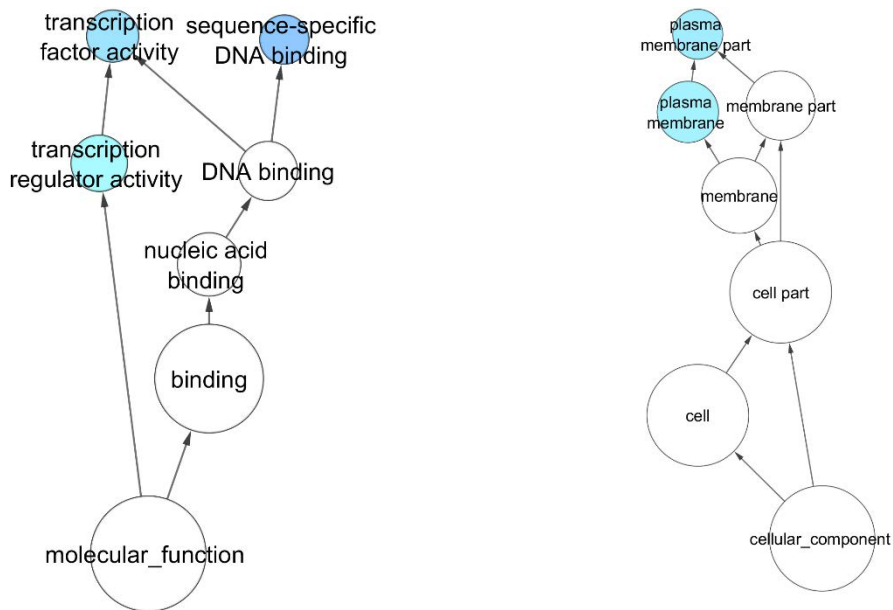 transcription
factor activity
sequence-specific
DNA binding
transcription
regulator activity
DNA binding
nucleic acid
binding
binding
molecular_function
plasma
membrane part
plasma
membrane
membrane part
membrane
cell part
cell
cellular_component